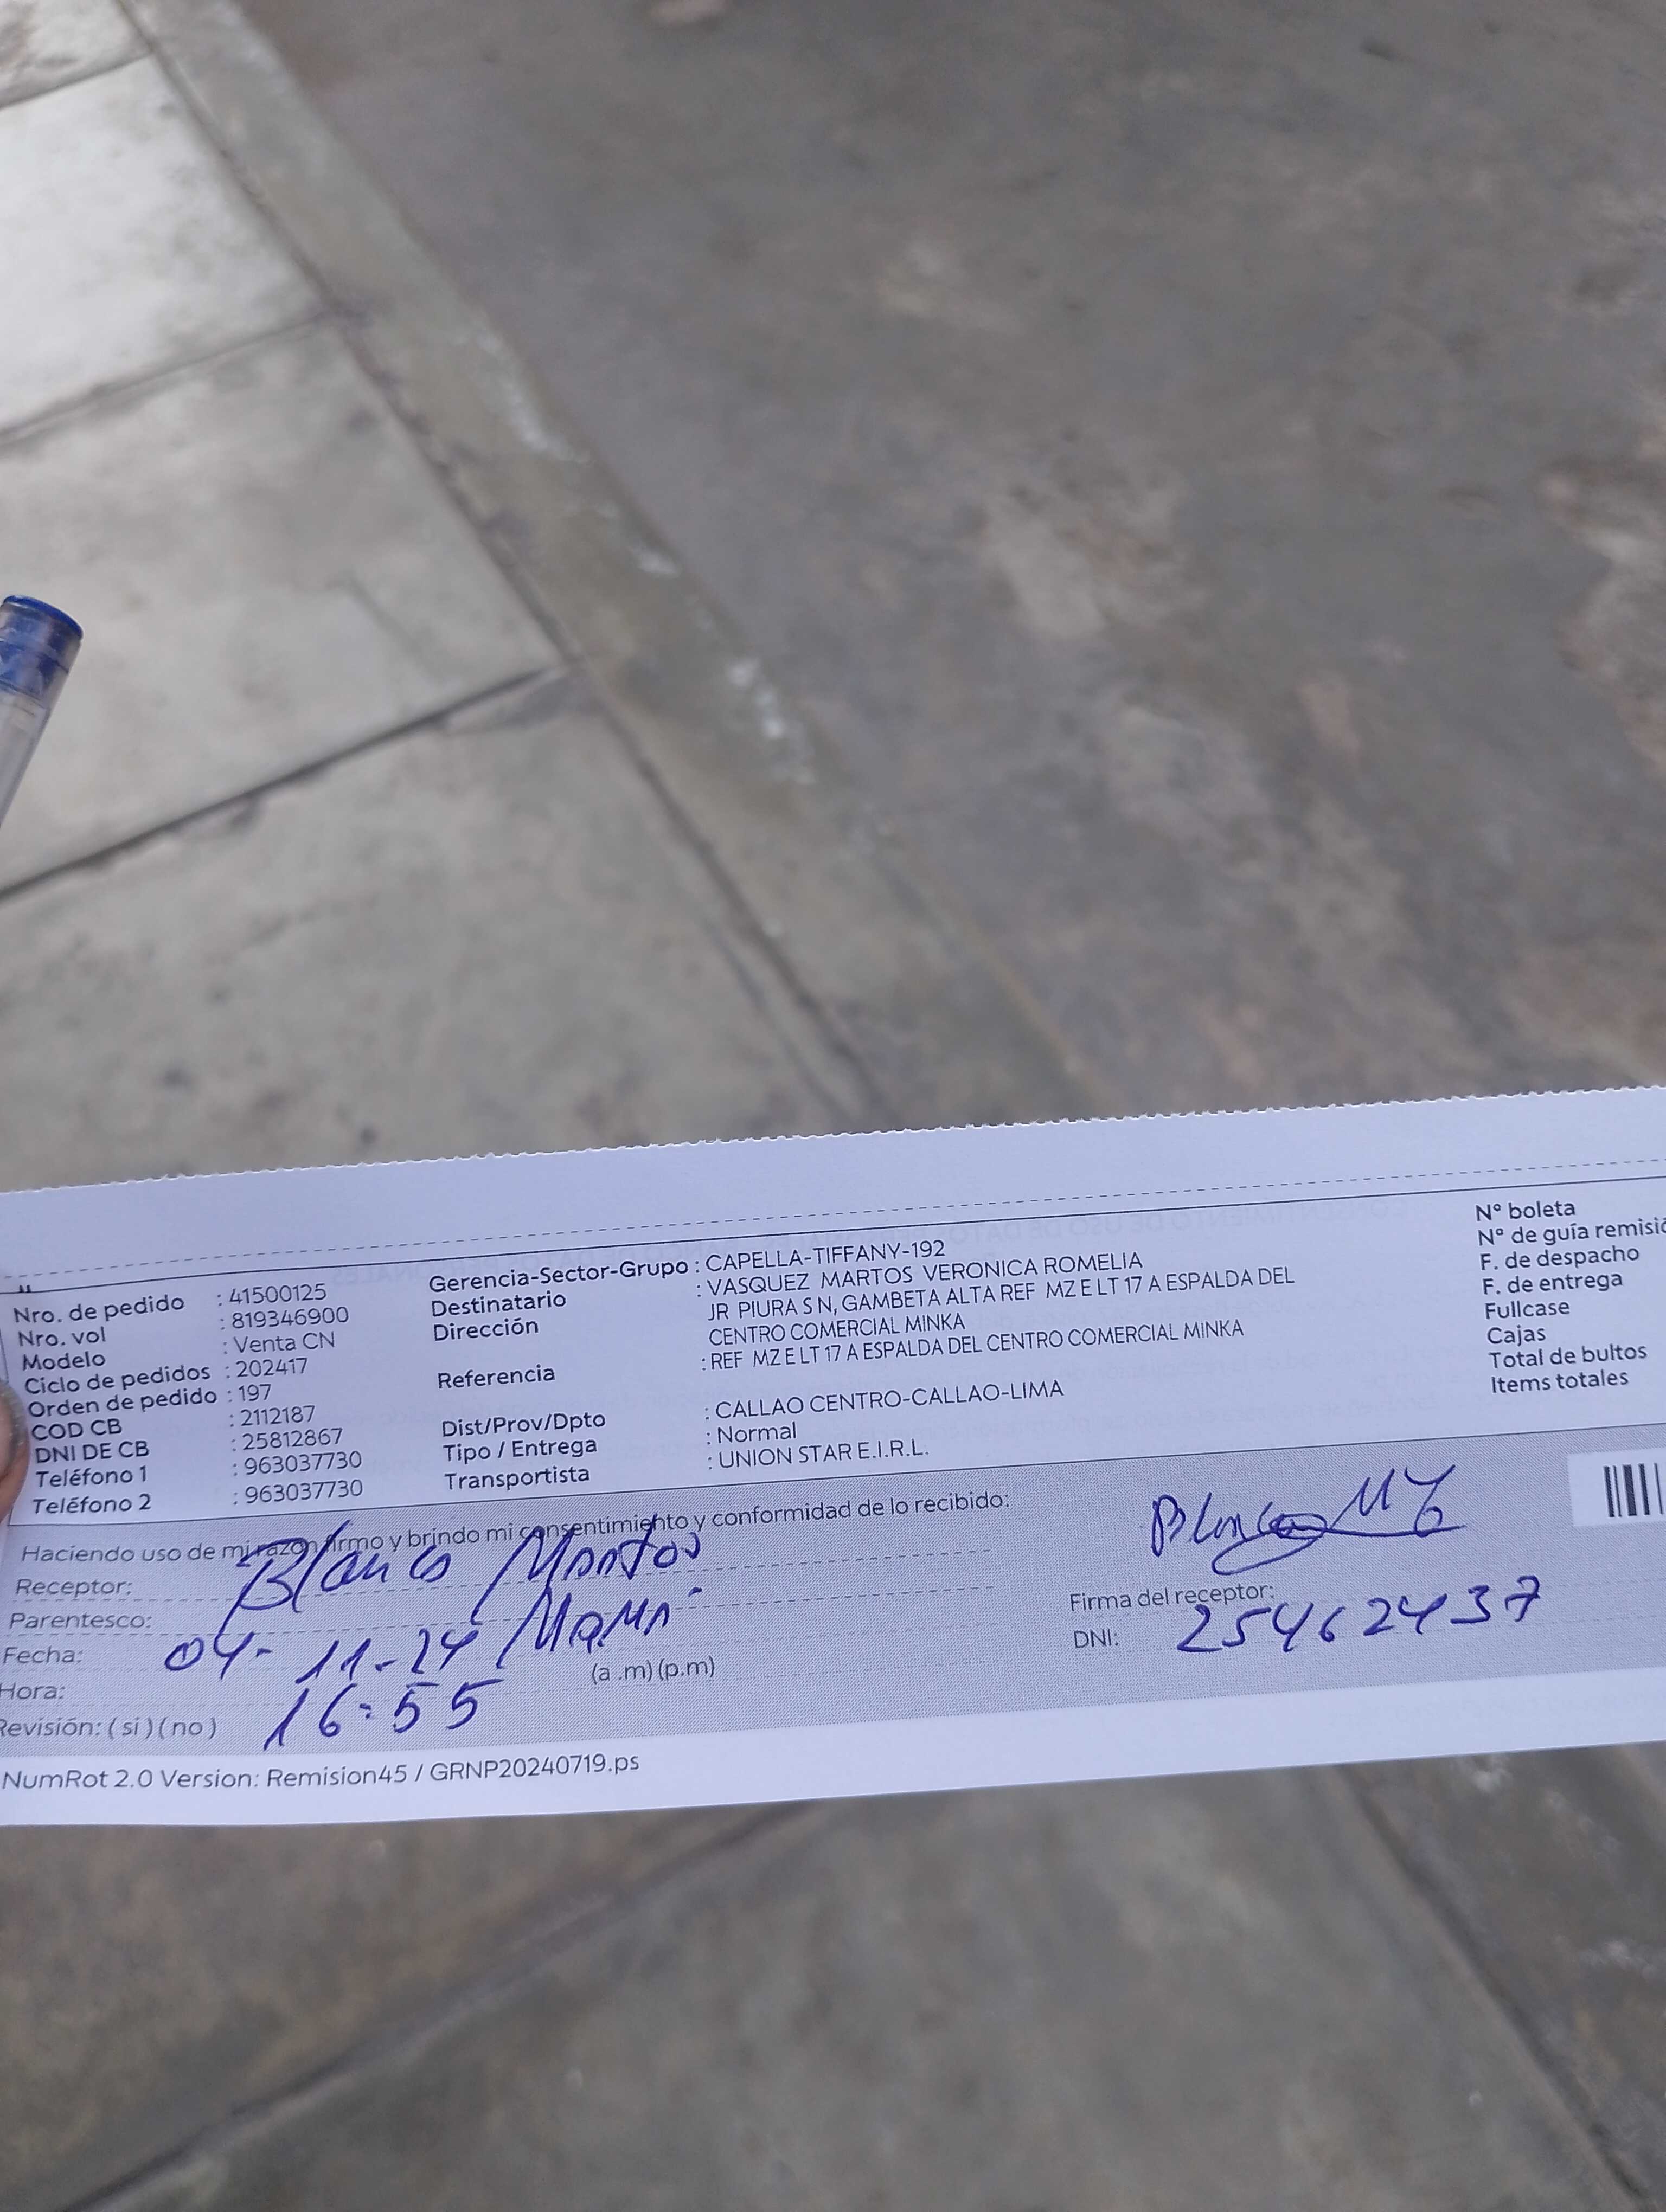 Nro. de pedido : 41500125
Nro. vol : 819346900
Modelo : Venta CN
Ciclo de pedidos : 202417
Orden de pedido : 197
COD CB : 2112187
DNI DE CB : 25812867
Teléfono 1 : 963037730
Teléfono 2 : 963037730
Gerencia-Sector-Grupo : CAPELLA-TIFFANY-192
Destinatario : VASQUEZ MARTOS VERONICA ROMELIA
Dirección JR PIURA S N, GAMBETA ALTA REF MZ E LT 17 A ESPALDA DEL
CENTRO COMERCIAL MINKA
Referencia : REF MZ E LT 17 A ESPALDA DEL CENTRO COMERCIAL MINKA
Dist/Prov/Dpto : CALLAO CENTRO-CALLAO-LIMA
Tipo / Entrega : Normal
Transportista : UNION STAR E.I.R.L.
N° boleta
N° de guía remisió
F. de despacho
F. de entrega
Fullcase
Cajas
Total de bultos
Items totales
Haciendo uso de mi razón firmo y brindo mi consentimiento y conformidad de lo recibido:
Receptor: Blanca Martos
Parentesco: Mamá
Fecha: 04-11-24
Hora: 16:55 (a .m) (p.m)
Revisión: ( si ) ( no )
Firma del receptor:
DNI: 25462437
NumRot 2.0 Version: Remision45 / GRNP20240719.ps